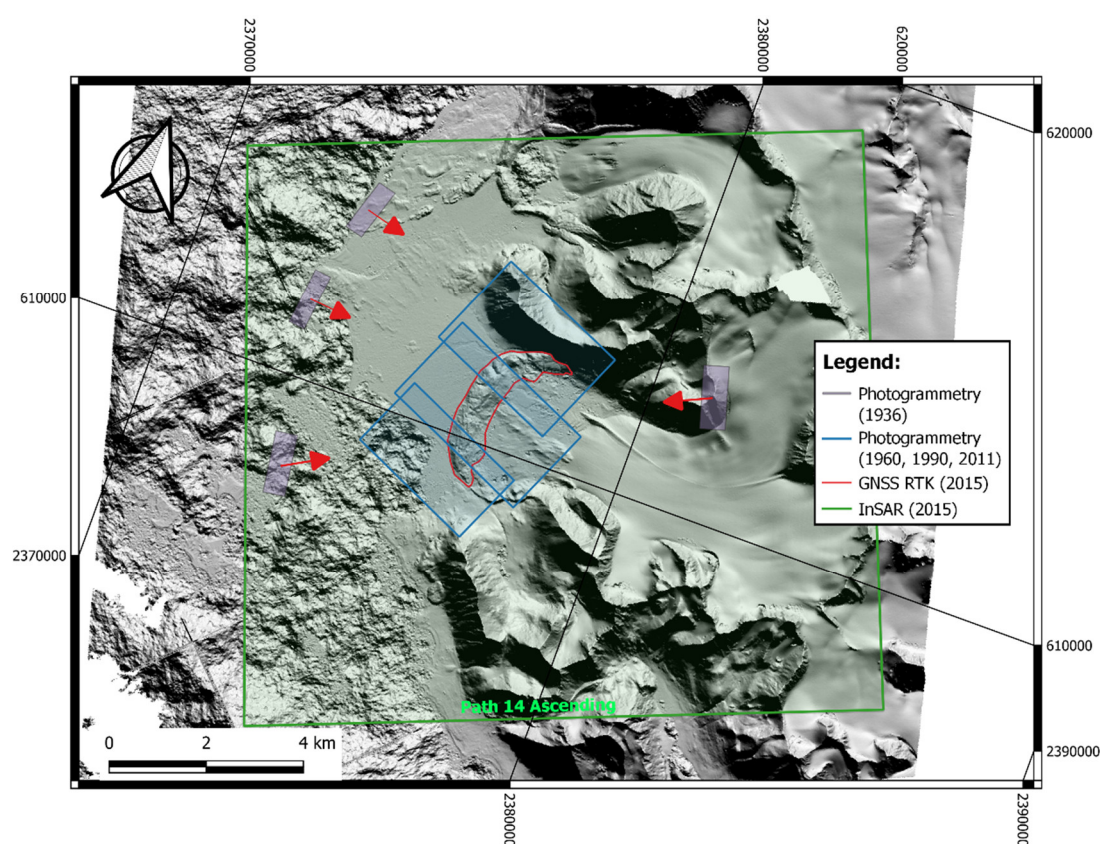 2370000
2380000
620000
620000
610000
2370000
Legend:
Photogrammetry
(1936)
Photogrammetry
(1960, 1990, 2011)
GNSS RTK (2015)
InSAR (2015)
610000
Path 14 Ascending
0 2 4 km
2390000
2380000
2390000